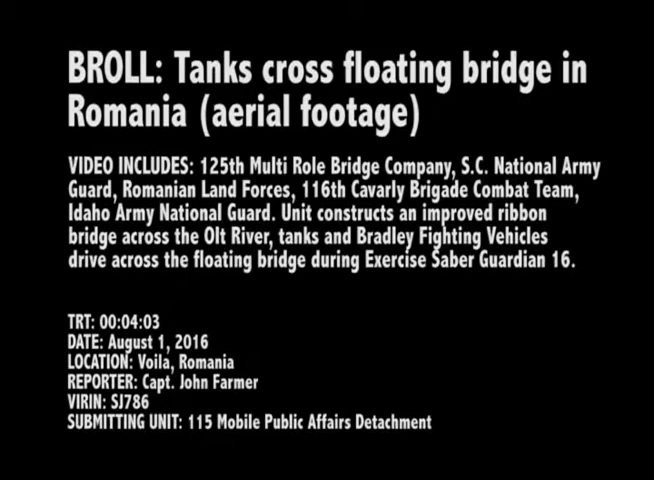 BROLL: Tanks cross floating bridge in
Romania (aerial footage)
VIDEO INCLUDES: 125th Multi Role Bridge Company, S.C. National Army
Guard, Romanian Land Forces, 116th Cavarly Brigade Combat Team,
Idaho Army National Guard. Unit constructs an improved ribbon
bridge across the Olt River, tanks and Bradley Fighting Vehicles
drive across the floating bridge during Exercise Saber Guardian 16.
TRT: 00:04:03
DATE: August 1, 2016
LOCATION: Voila, Romania
REPORTER: Capt. John Farmer
VIRIN: SJ786
SUBMITTING UNIT: 115 Mobile Public Affairs Detachment